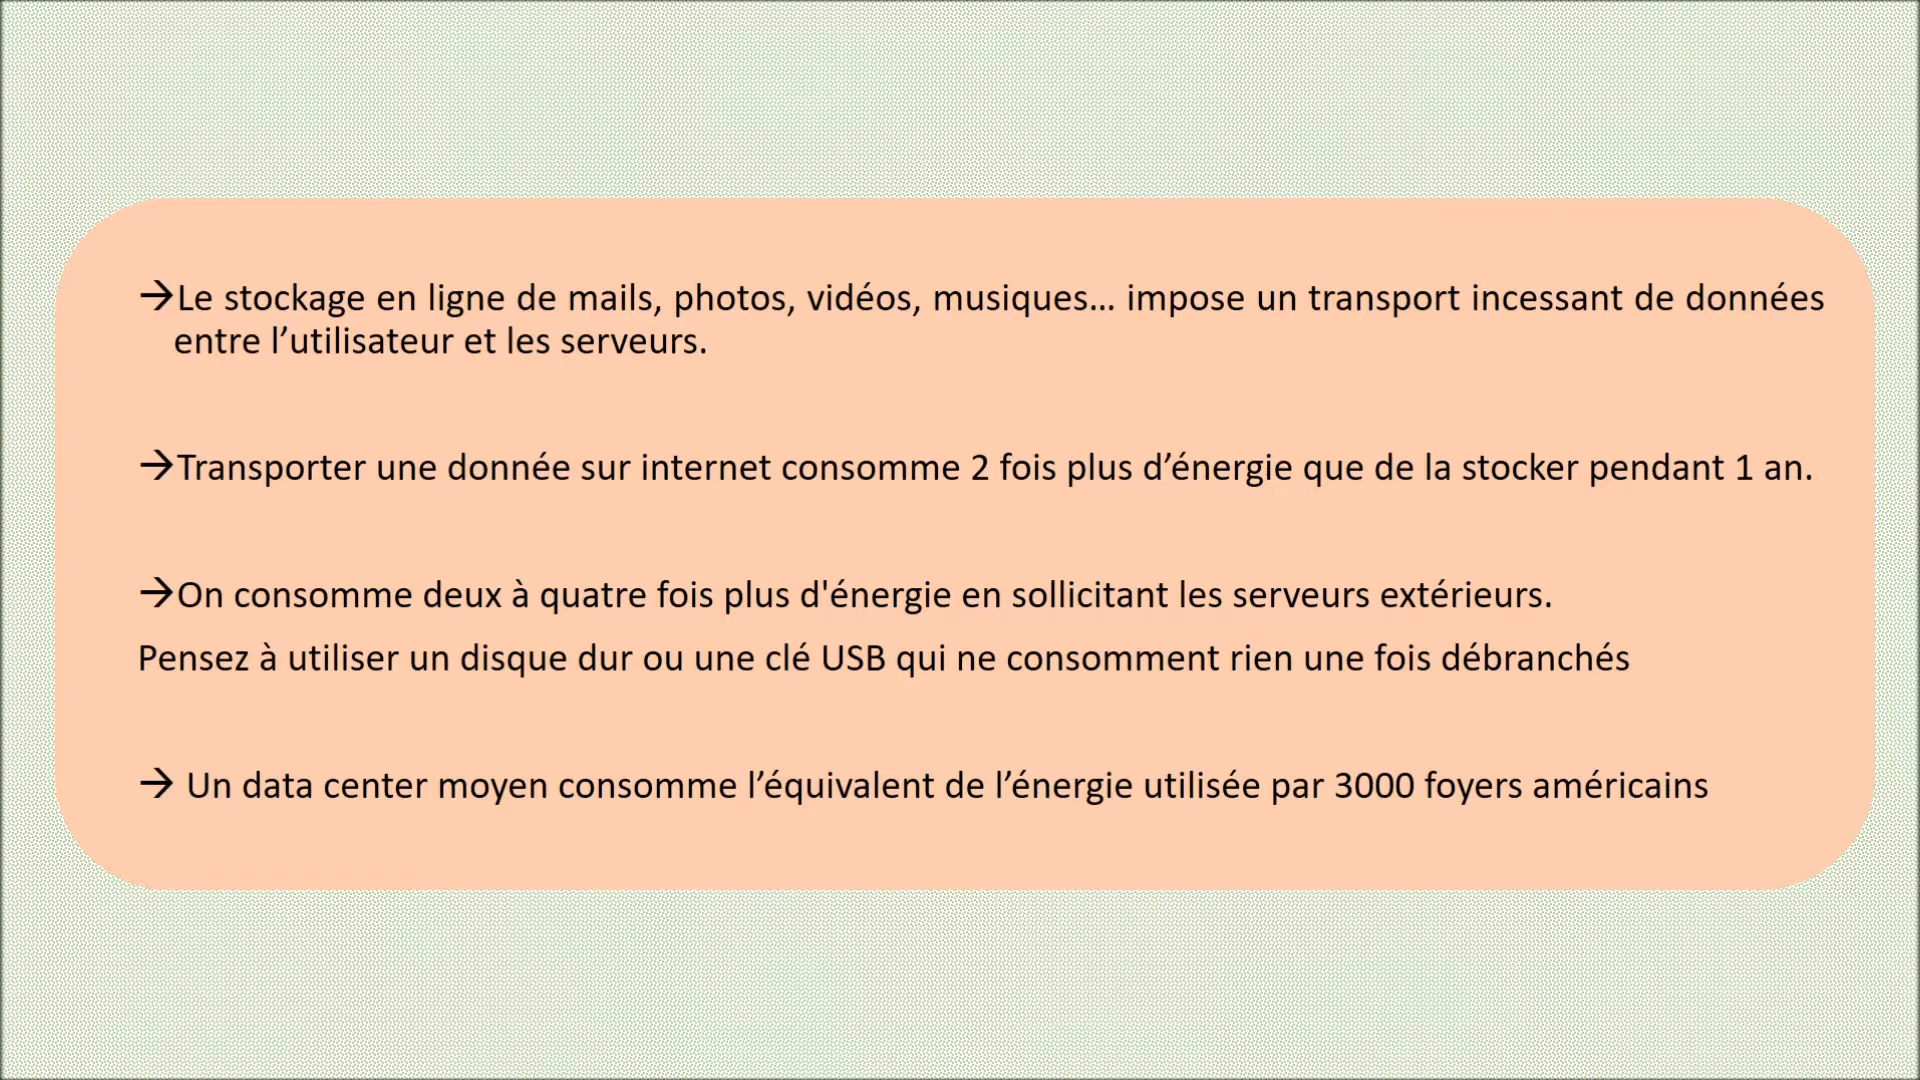 →Le stockage en ligne de mails, photos, vidéos, musiques... impose un transport incessant de données
entre l’utilisateur et les serveurs.
→Transporter une donnée sur internet consomme 2 fois plus d’énergie que de la stocker pendant 1 an.
→On consomme deux à quatre fois plus d'énergie en sollicitant les serveurs extérieurs.
Pensez à utiliser un disque dur ou une clé USB qui ne consomment rien une fois débranchés
→ Un data center moyen consomme l’équivalent de l’énergie utilisée par 3000 foyers américains